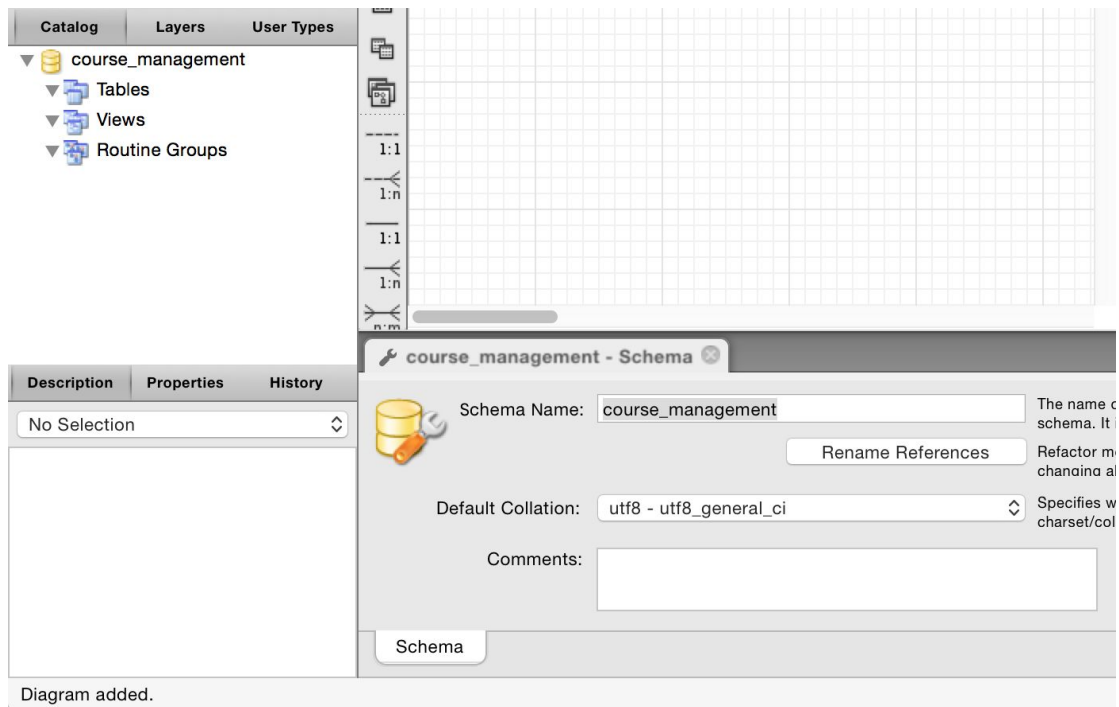 Catalog Layers User Types
course_management
Tables
Views
Routine Groups
1:1
1:n
1:1
1:n
n:m
course_management - Schema
Description Properties History
No Selection
Schema Name: course_management
The name
schema. It
Rename References
Refactor
changing
Default Collation: utf8 - utf8_general_ci
Specifies
charset/col
Comments:
Schema
Diagram added.